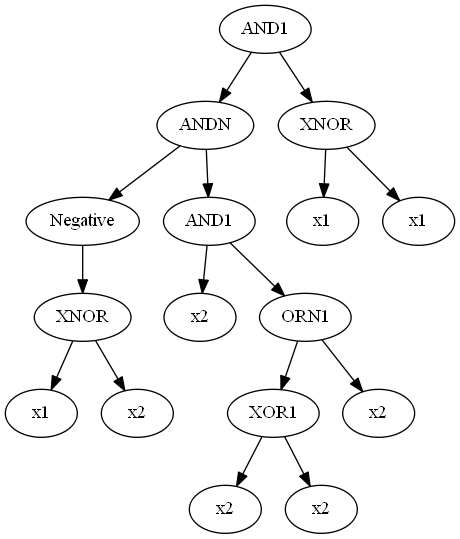 AND1
ANDN
XNOR
Negative
AND1
x1
x1
XNOR
x2
ORN1
x1
x2
XOR1
x2
x2
x2